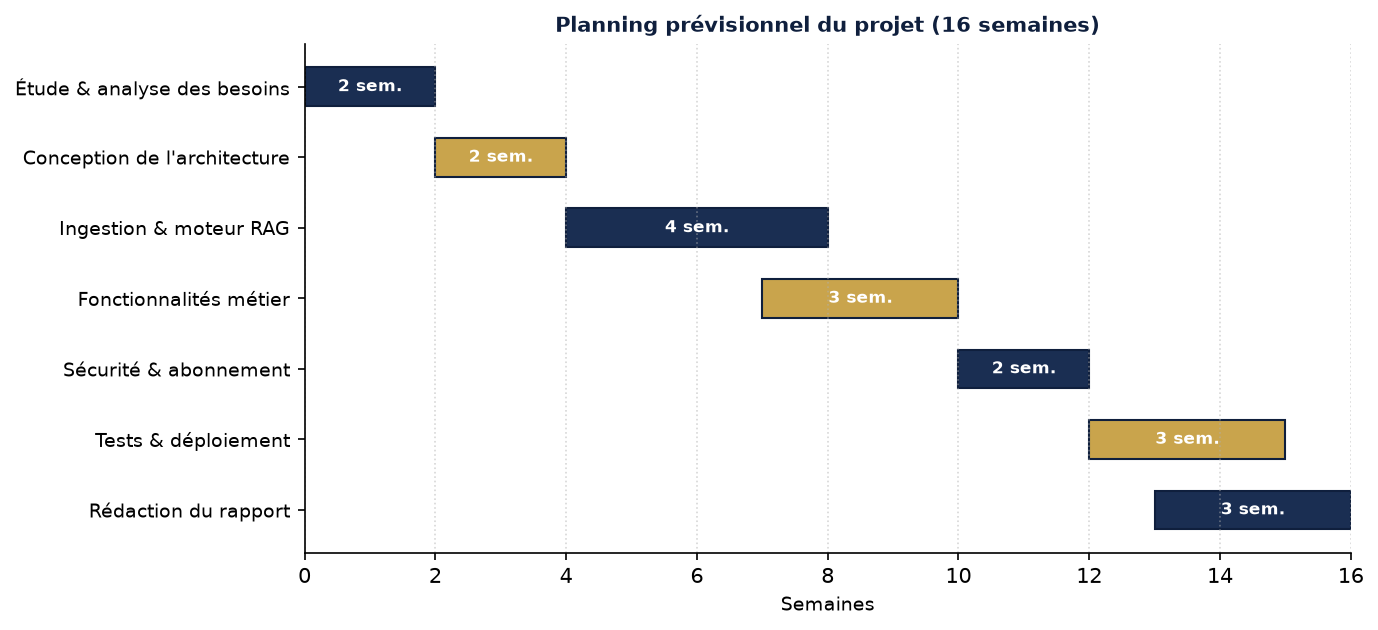 Planning prévisionnel du projet (16 semaines)
Étude & analyse des besoins
2 sem.
Conception de l'architecture
2 sem.
Ingestion & moteur RAG
4 sem.
Fonctionnalités métier
3 sem.
Sécurité & abonnement
2 sem.
Tests & déploiement
3 sem.
Rédaction du rapport
3 sem.
0 2 4 6 8 10 12 14 16
Semaines